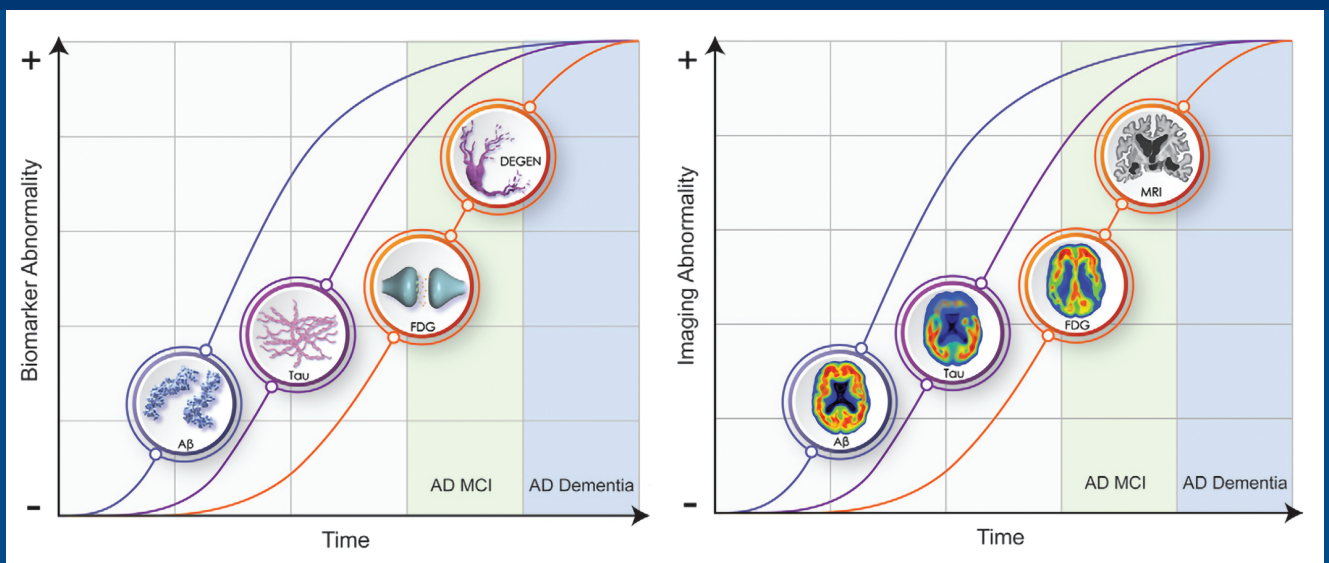 +
Biomarker Abnormality
-
DEGEN
FDG
Tau
Aβ
AD MCI
AD Dementia
Time
+
Imaging Abnormality
-
MRI
FDG
Tau
Aβ
AD MCI
AD Dementia
Time